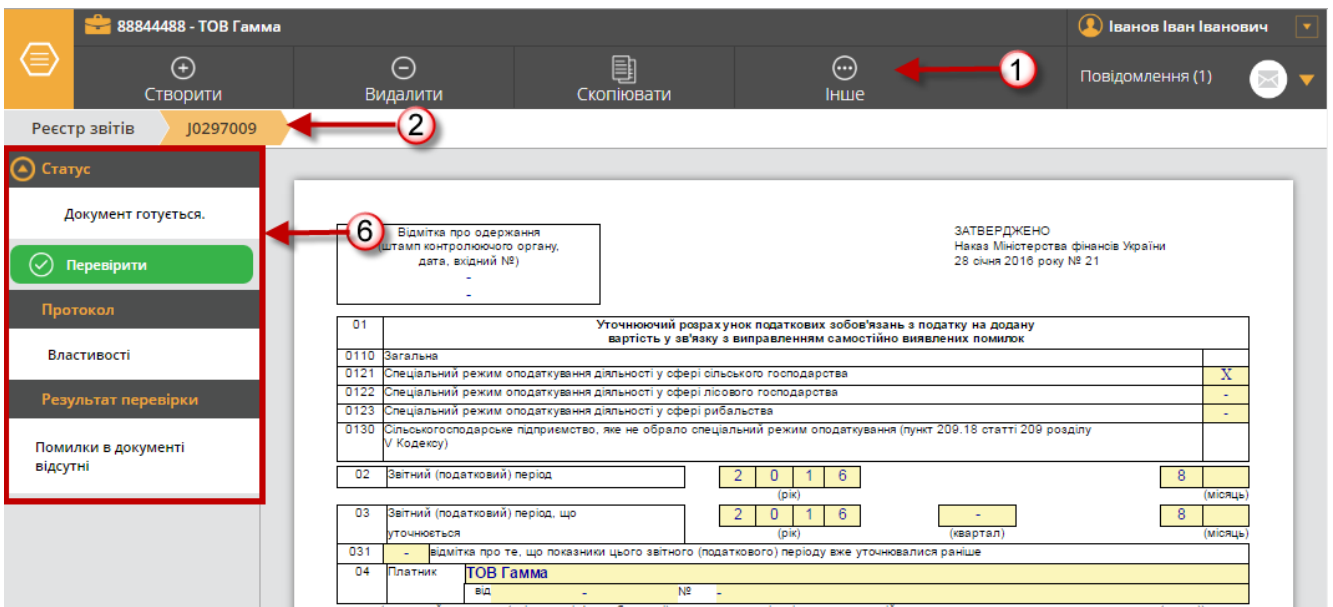 88844488 - ТОВ Гамма
Іванов Іван Іванович
Створити
Видалити
Скопіювати
Інше
1
Повідомлення (1)
Реєстр звітів
J0297009
2
Статус
Документ готується.
Перевірити
Протокол
Властивості
Результат перевірки
Помилки в документі
відсутні
6
Відмітка про одержання
(штамп контролюючого органу,
дата, вхідний №)
-
-
ЗАТВЕРДЖЕНО
Наказ Міністерства фінансів України
28 січня 2016 року № 21
01 Уточнюючий розрахунок податкових зобов'язань з податку на додану
вартість у зв'язку з виправленням самостійно виявлених помилок
0110 Загальна
0121 Спеціальний режим оподаткування діяльності у сфері сільського господарства X
0122 Спеціальний режим оподаткування діяльності у сфері лісового господарства -
0123 Спеціальний режим оподаткування діяльності у сфері рибальства -
0130 Сільськогосподарське підприємство, яке не обрало спеціальний режим оподаткування (пункт 209.18 статті 209 розділу
V Кодексу)
02 Звітний (податковий) період 2 0 1 6 8
(рік) (місяць)
03 Звітний (податковий) період, що 2 0 1 6 - 8
уточнюється (рік) (квартал) (місяць)
031 - відмітка про те, що показники цього звітного (податкового) періоду вже уточнювалися раніше
04 Платник ТОВ Гамма
від - № -